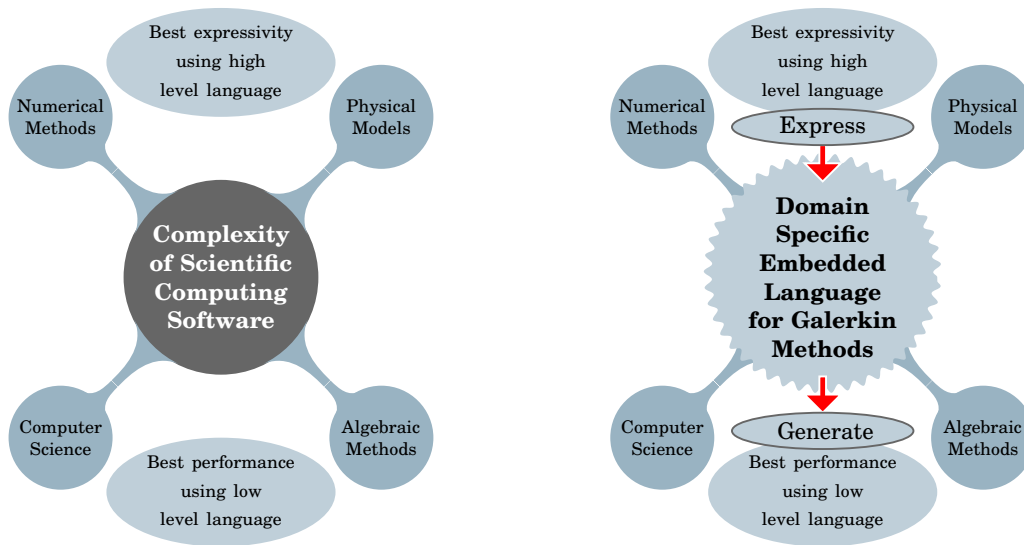 Best expressivity
using high
level language
Numerical
Methods
Physical
Models
Complexity
of Scientific
Computing
Software
Computer
Science
Algebraic
Methods
Best performance
using low
level language
Best expressivity
using high
level language
Numerical
Methods
Physical
Models
Express
Domain
Specific
Embedded
Language
for Galerkin
Methods
Generate
Computer
Science
Algebraic
Methods
Best performance
using low
level language